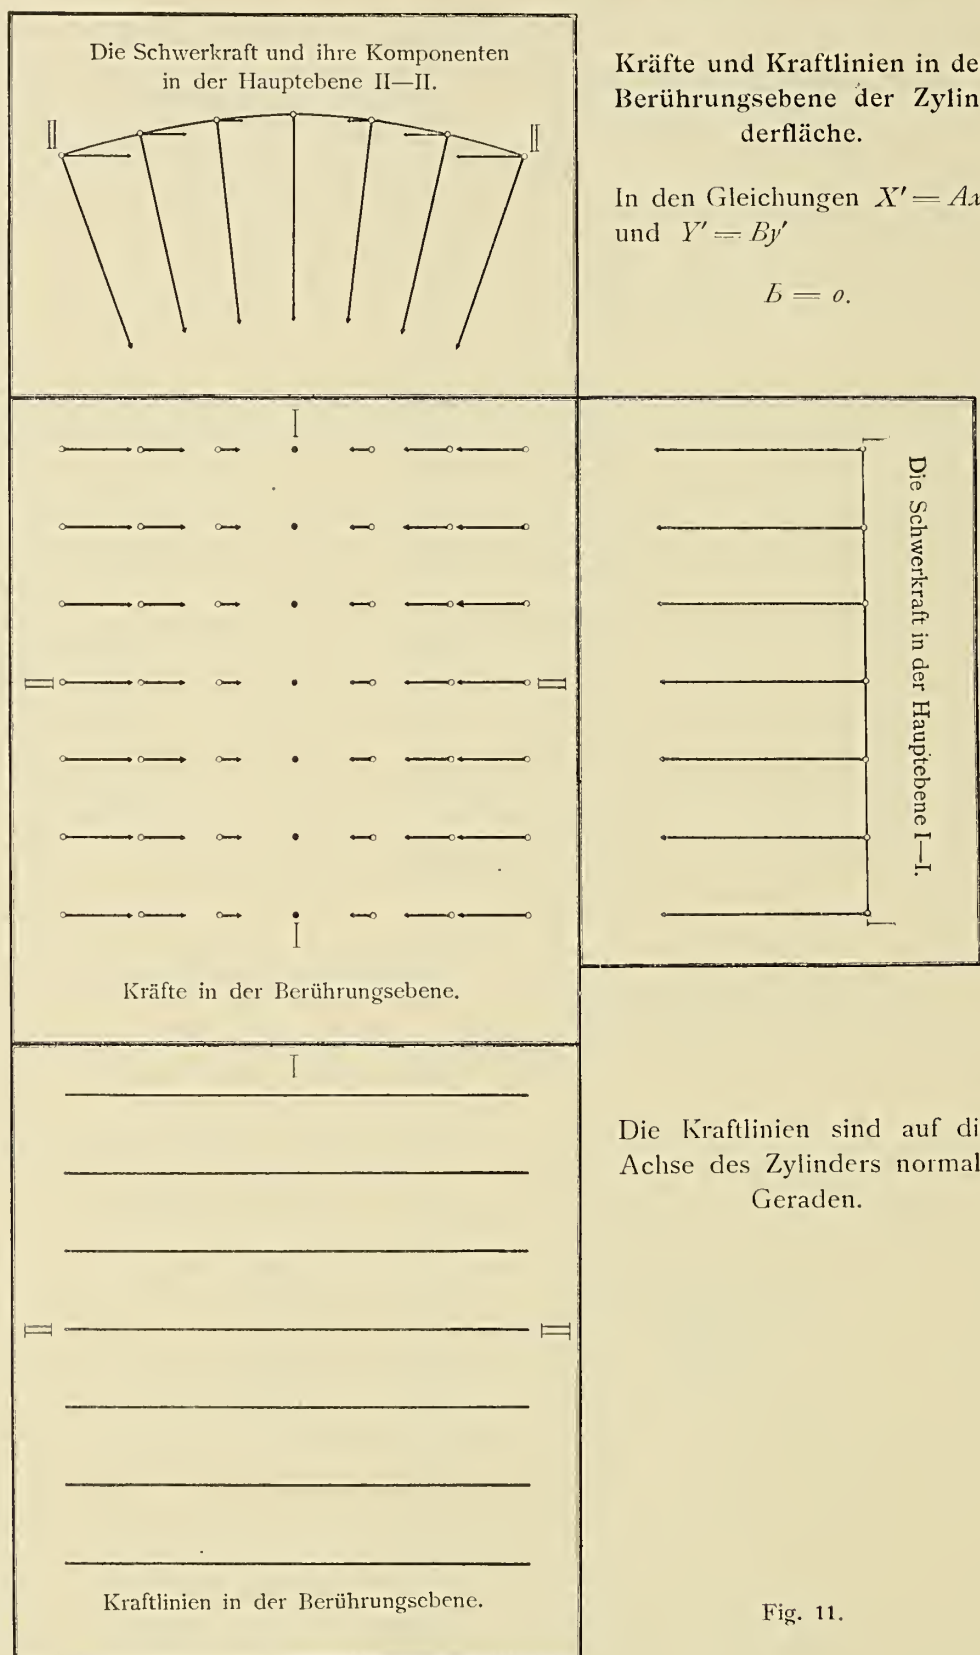 Die Schwerkraft und ihre Komponenten
in der Hauptebene II—II.
II
II
Kräfte und Kraftlinien in de
Berührungsebene der Zylin
derfläche.
In den Gleichungen X′ = Ax
und Y′ = By′
B = o.
I
II
II
I
Kräfte in der Berührungsebene.
I
Die Schwerkraft in der Hauptebene I—I.
I
I
II
II
Kraftlinien in der Berührungsebene.
Die Kraftlinien sind auf di
Achse des Zylinders normal
Geraden.
Fig. 11.